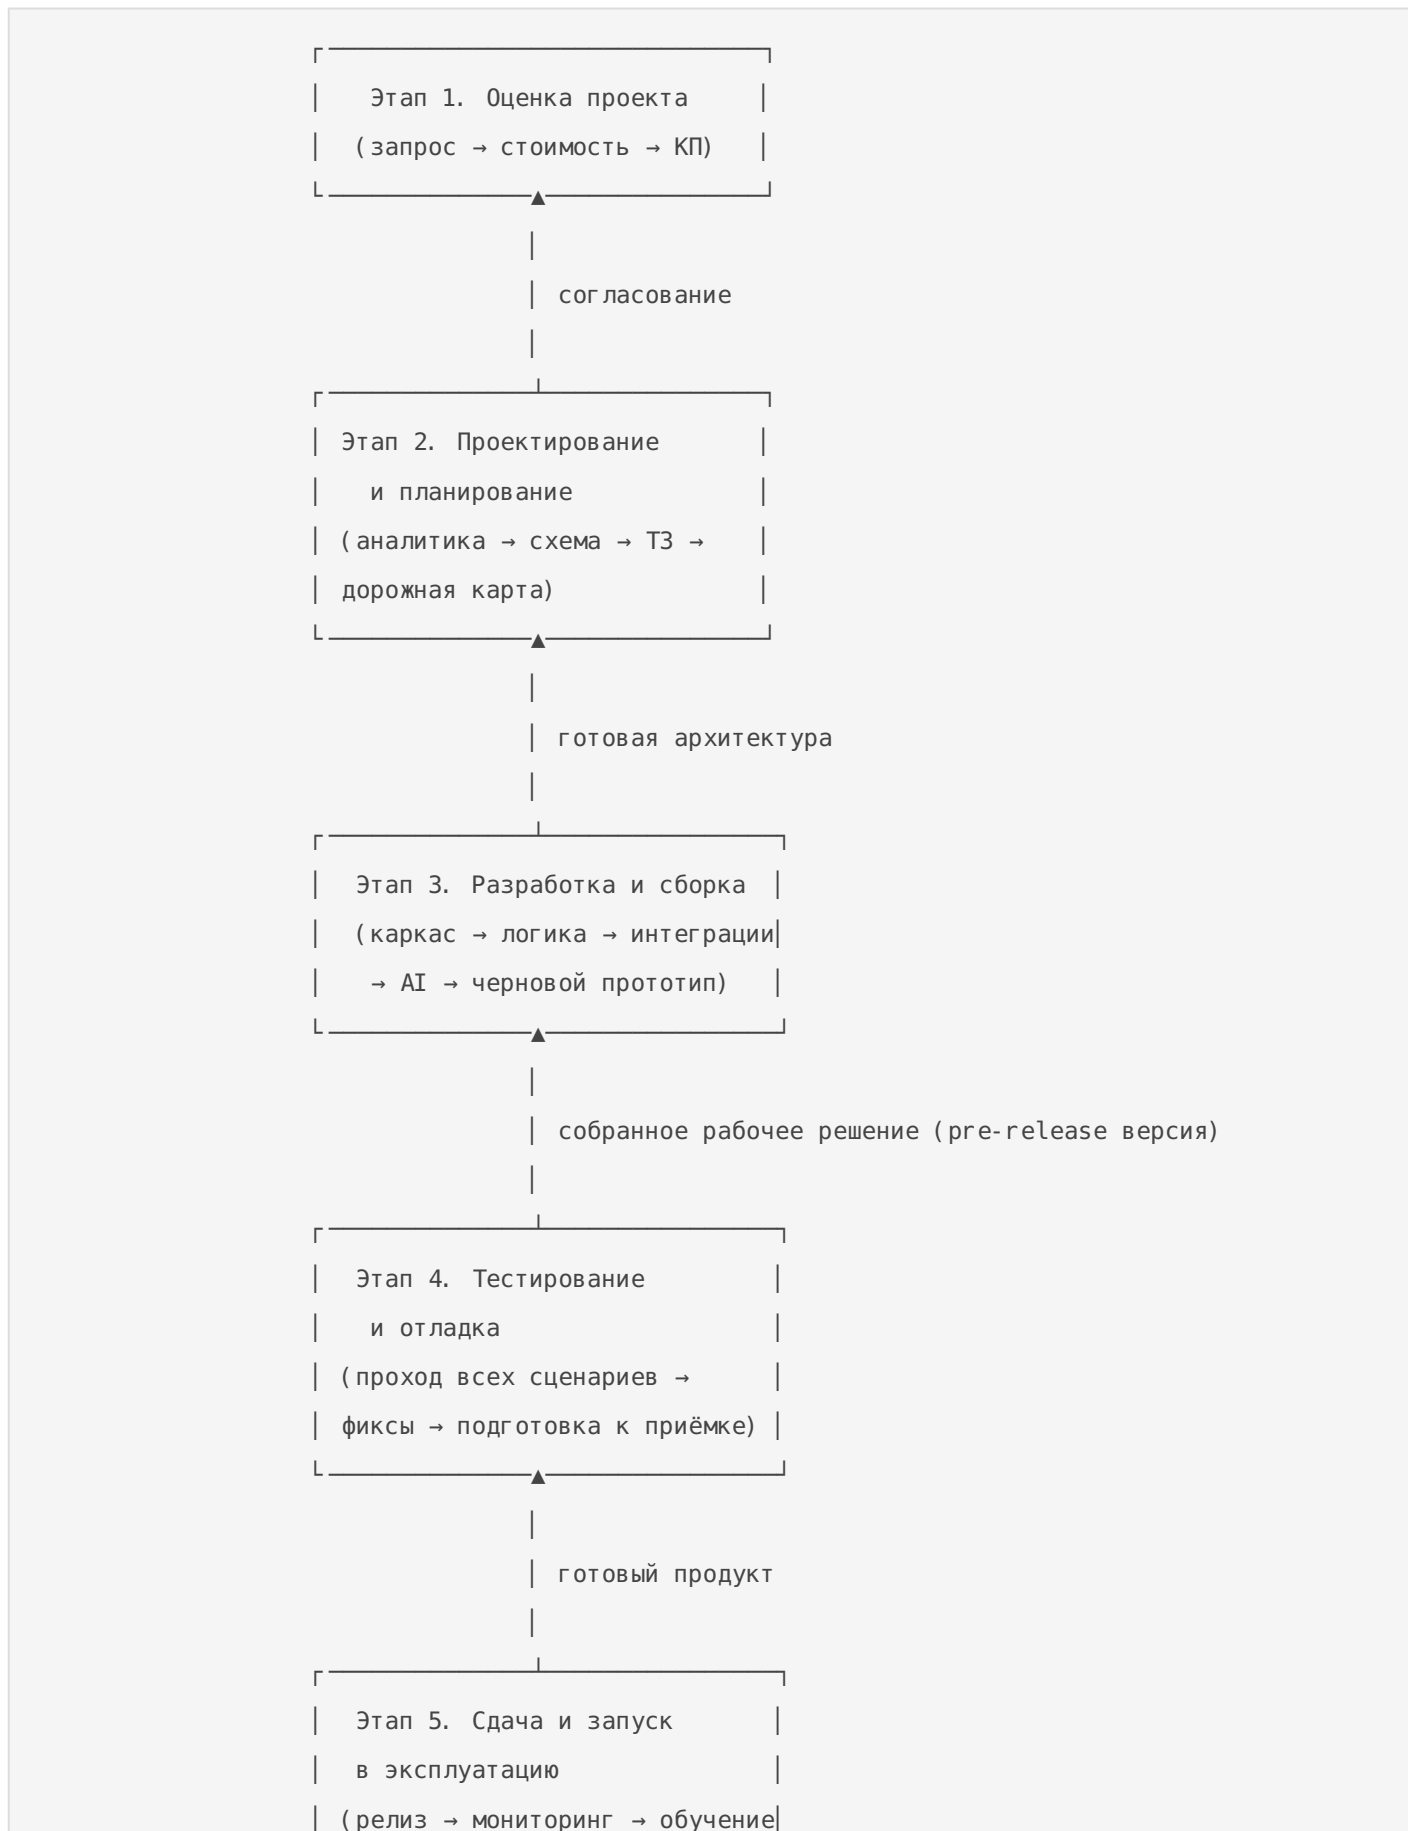 Этап 1. Оценка проекта
(запрос → стоимость → КП)
согласование
Этап 2. Проектирование
и планирование
(аналитика → схема → ТЗ →
дорожная карта)
готовая архитектура
Этап 3. Разработка и сборка
(каркас → логика → интеграции
→ AI → черновой прототип)
собранное рабочее решение (pre-release версия)
Этап 4. Тестирование
и отладка
(проход всех сценариев →
фиксы → подготовка к приёмке)
готовый продукт
Этап 5. Сдача и запуск
в эксплуатацию
(релиз → мониторинг → обучение